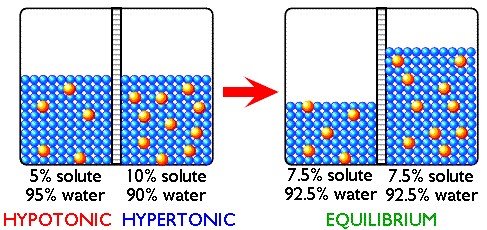 5% solute
95% water
10% solute
90% water
HYPOTONIC
HYPERTONIC
7.5% solute
92.5% water
7.5% solute
92.5% water
EQUILIBRIUM